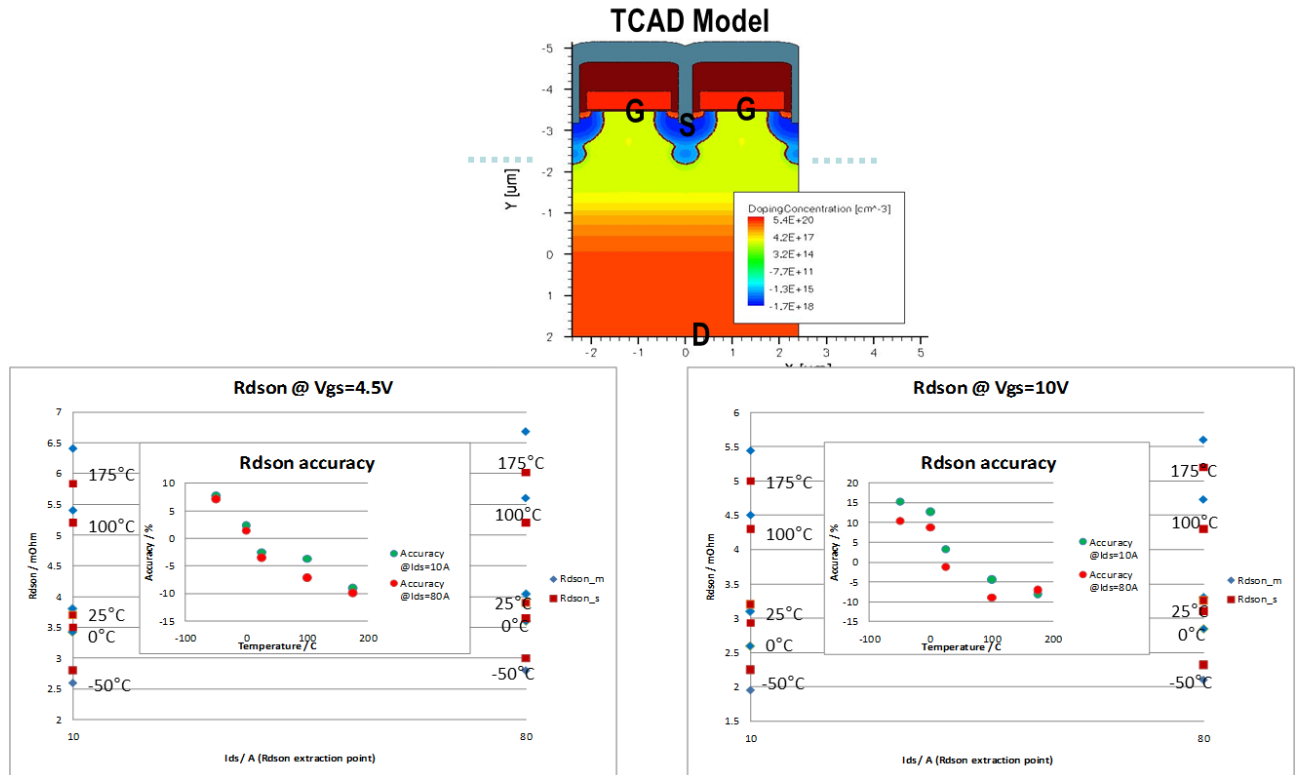 TCAD Model
-5
-4
-3
-2
-1
0
1
2
Y [um]
G
G
S
D
DopingConcentration [cm^-3]
5.4E+20
4.2E+17
3.2E+14
-7.7E+11
-1.3E+15
-1.7E+18
-2
-1
0
1
2
3
4
5
Rdson @ Vgs=4.5V
7
6.5
6
5.5
5
4.5
4
3.5
3
2.5
2
Rdson / mOhm
175°C
100°C
25°C
0°C
-50°C
175°C
100°C
25°C
0°C
-50°C
Rdson accuracy
10
5
0
-5
-10
-15
Accuracy / %
-100
0
100
200
Temperature / C
Accuracy
@Ids=10A
Accuracy
@Ids=80A
Rdson_m
Rdson_s
10
80
Ids/ A (Rdson extraction point)
Rdson @ Vgs=10V
6
5.5
5
4.5
4
3.5
3
2.5
2
1.5
Rdson / mOhm
175°C
100°C
25°C
0°C
-50°C
175°C
100°C
25°C
0°C
-50°C
Rdson accuracy
20
15
10
5
0
-5
-10
-15
Accuracy / %
-100
0
100
200
Temperature / C
Accuracy
@Ids=10A
Accuracy
@Ids=80A
Rdson_m
Rdson_s
10
80
Ids/ A (Rdson extraction point)